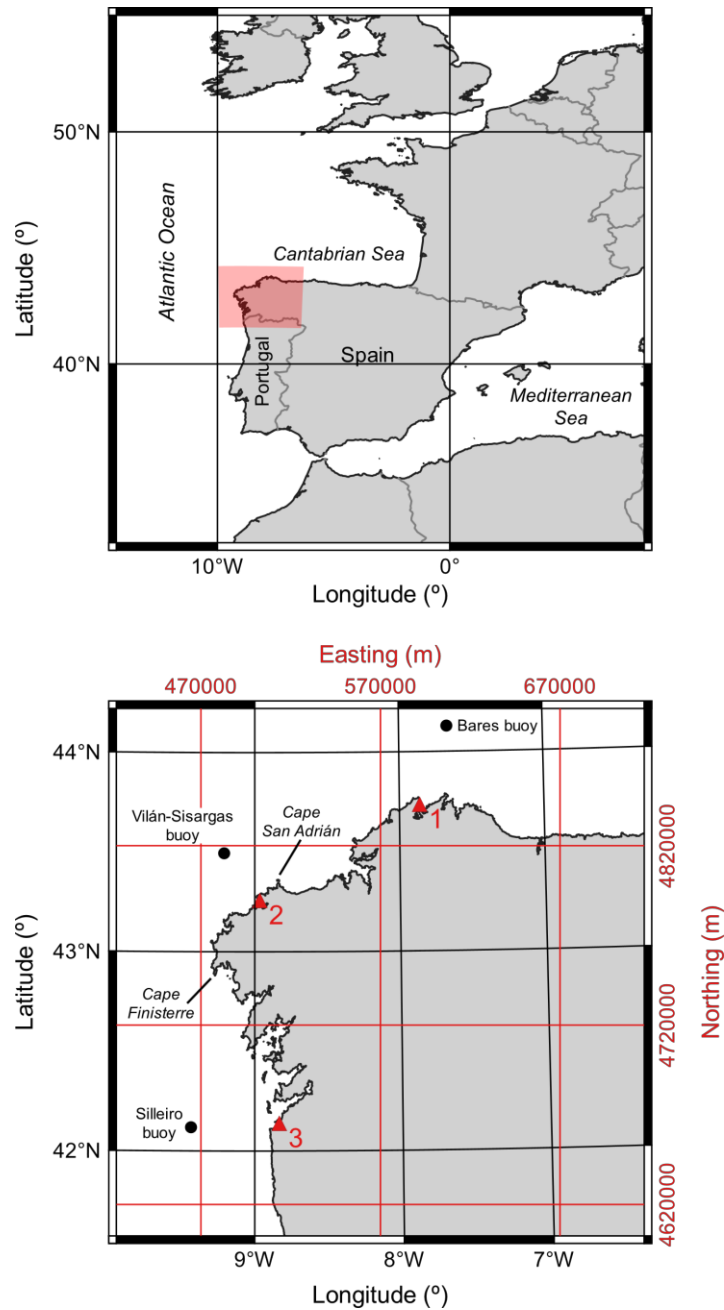 50°N
40°N
Latitude (º)
Atlantic Ocean
Cantabrian Sea
Portugal
Spain
Mediterranean
Sea
10°W
0°
Longitude (º)
Easting (m)
470000
570000
670000
Bares buoy
44°N
43°N
42°N
Latitude (º)
Vilán-Sisargas
buoy
Cape
San Adrián
1
2
Cape
Finisterre
Silleiro
buoy
3
4820000
4720000
4620000
Northing (m)
9°W
8°W
7°W
Longitude (º)